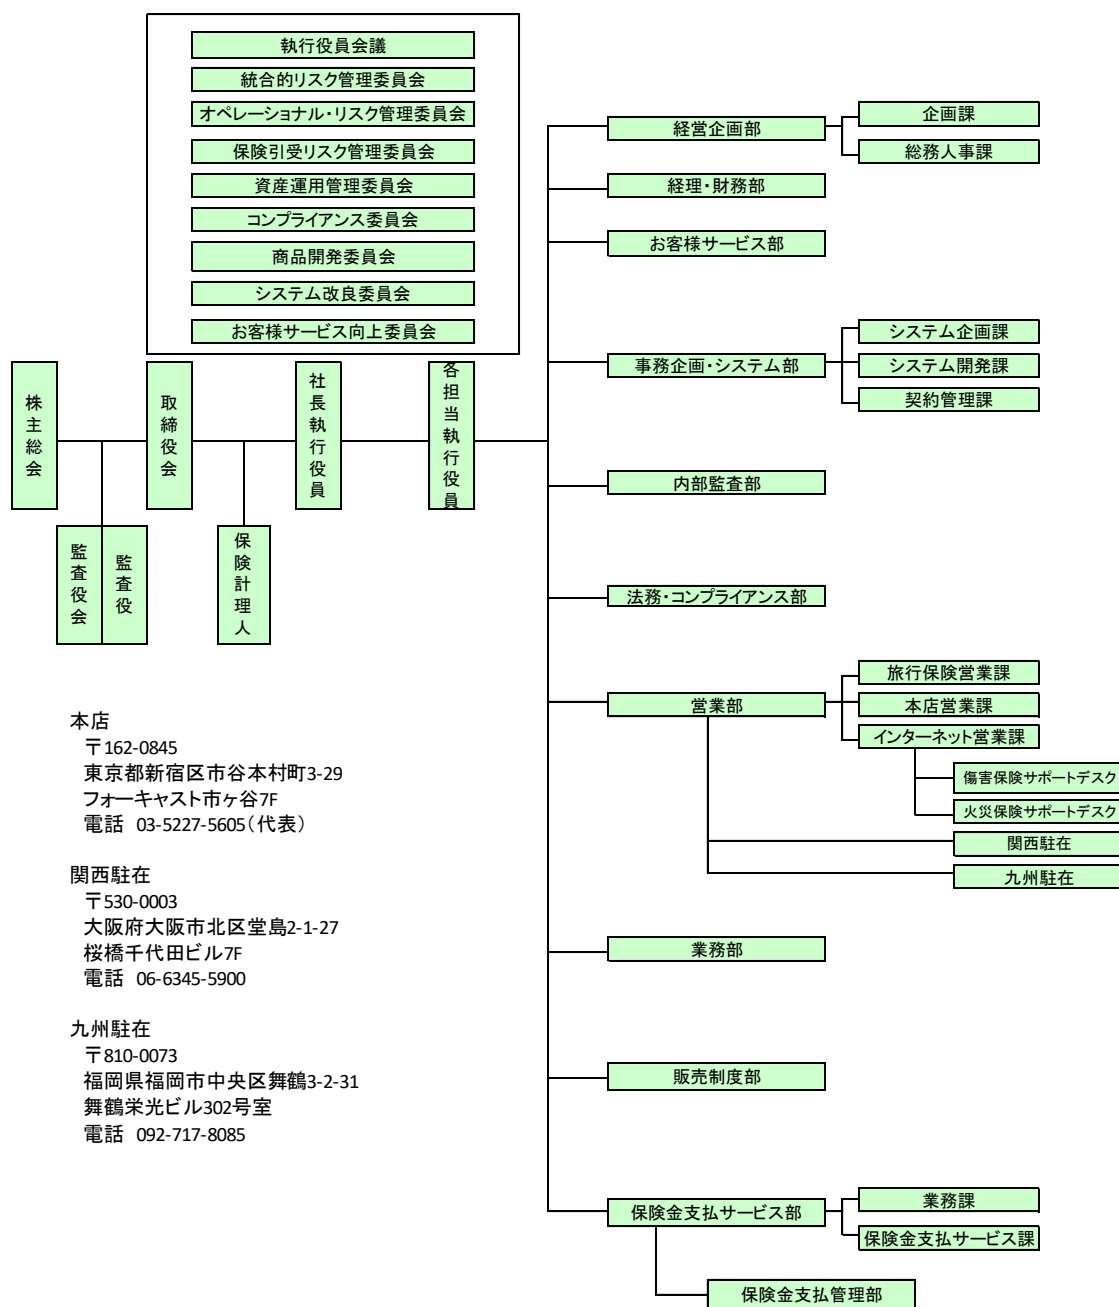 執行役員会議
統合的リスク管理委員会
オペレーショナル・リスク管理委員会
保険引受リスク管理委員会
資産運用管理委員会
コンプライアンス委員会
商品開発委員会
システム改良委員会
お客様サービス向上委員会
株主総会
取締役会
社長執行役員
各担当執行役員
監査役会
監査役
保険計理人
経営企画部
企画課
総務人事課
経理・財務部
お客様サービス部
事務企画・システム部
システム企画課
システム開発課
契約管理課
内部監査部
法務・コンプライアンス部
営業部
旅行保険営業課
本店営業課
インターネット営業課
傷害保険サポートデスク
火災保険サポートデスク
関西駐在
九州駐在
業務部
販売制度部
保険金支払サービス部
業務課
保険金支払サービス課
保険金支払管理部
本店
〒162-0845
東京都新宿区市谷本村町3-29
フォーキャスト市ヶ谷7F
電話 03-5227-5605(代表)
関西駐在
〒530-0003
大阪府大阪市北区堂島2-1-27
桜橋千代田ビル7F
電話 06-6345-5900
九州駐在
〒810-0073
福岡県福岡市中央区舞鶴3-2-31
舞鶴栄光ビル302号室
電話 092-717-8085